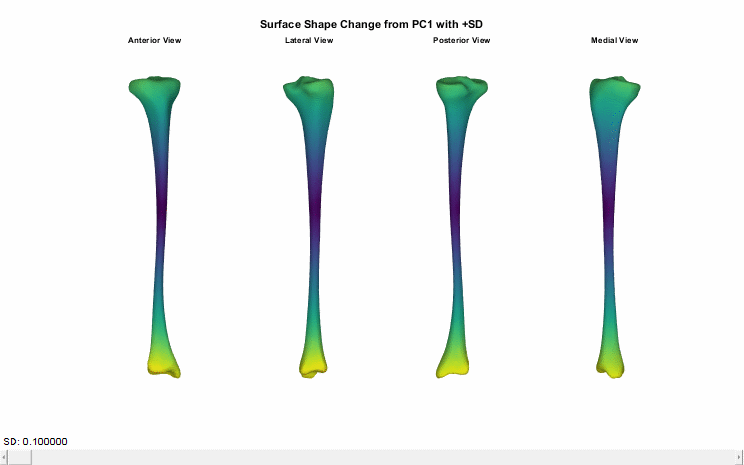 Surface Shape Change from PC1 with +SD
Anterior View
Lateral View
Posterior View
Medial View
SD: 0.100000